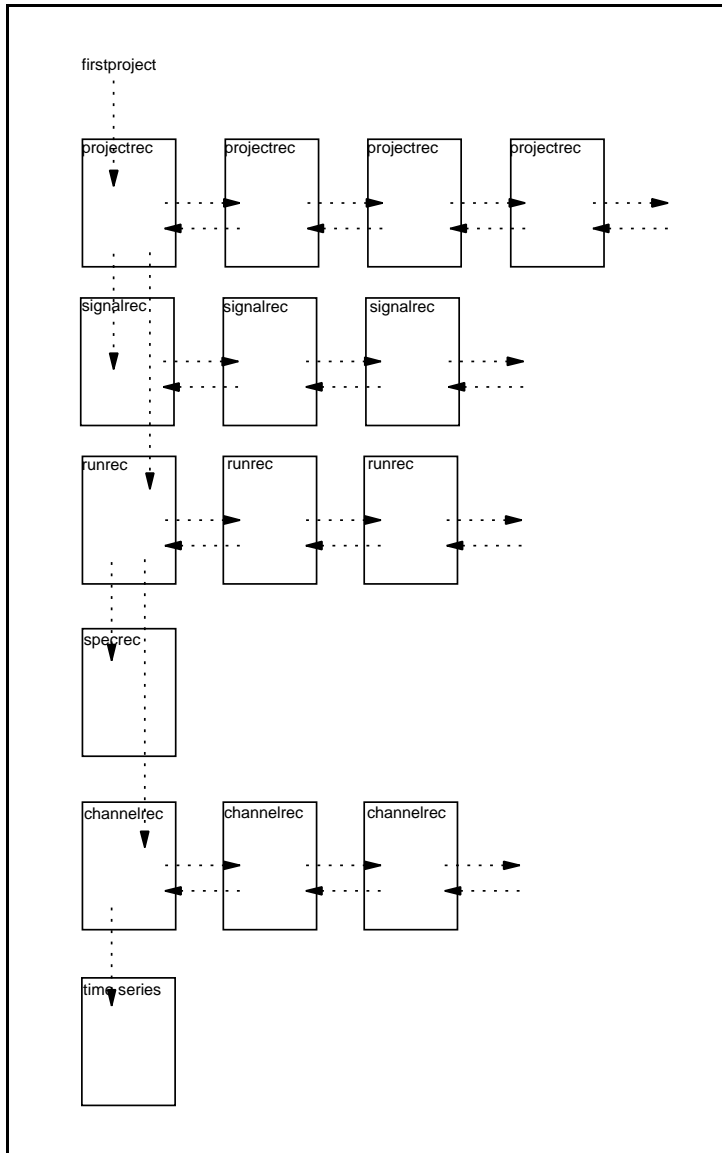 firstproject
projectrec projectrec projectrec projectrec
signalrec signalrec signalrec
runrec runrec runrec
specrec
channelrec channelrec channelrec
time series